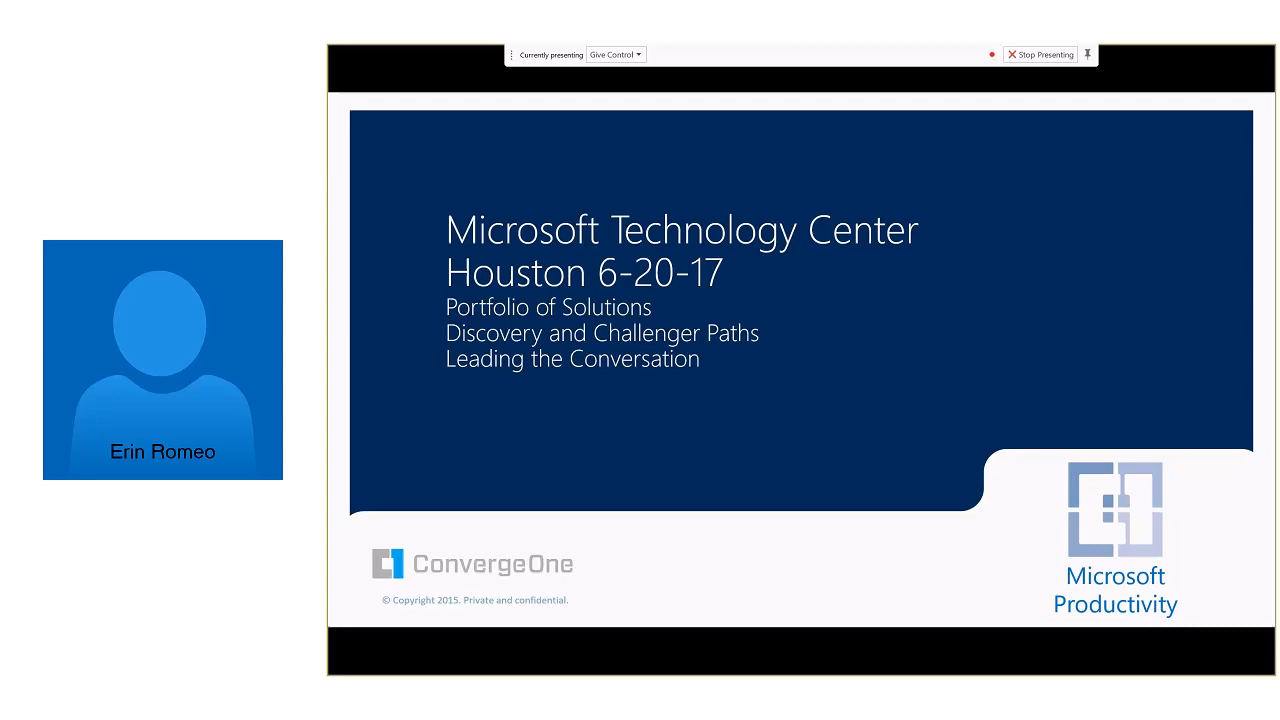 Currently presenting Give Control
Stop Presenting
Microsoft Technology Center
Houston 6-20-17
Portfolio of Solutions
Discovery and Challenger Paths
Leading the Conversation
Erin Romeo
ConvergeOne
© Copyright 2015. Private and confidential.
Microsoft
Productivity